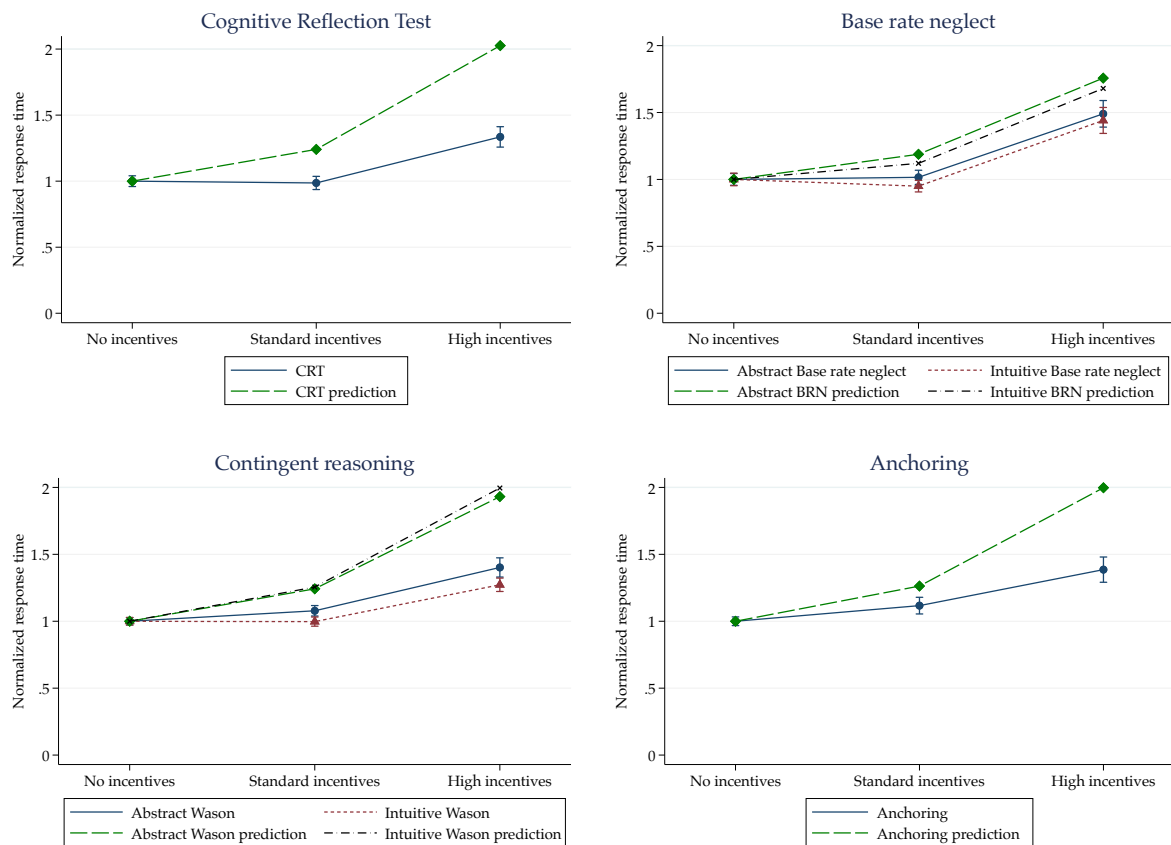 Cognitive Reflection Test
Normalized response time
2
1.5
1
.5
0
No incentives
Standard incentives
High incentives
CRT
CRT prediction
Base rate neglect
Normalized response time
2
1.5
1
.5
0
No incentives
Standard incentives
High incentives
Abstract Base rate neglect
Intuitive Base rate neglect
Abstract BRN prediction
Intuitive BRN prediction
Contingent reasoning
Normalized response time
2
1.5
1
.5
0
No incentives
Standard incentives
High incentives
Abstract Wason
Intuitive Wason
Abstract Wason prediction
Intuitive Wason prediction
Anchoring
Normalized response time
2
1.5
1
.5
0
No incentives
Standard incentives
High incentives
Anchoring
Anchoring prediction